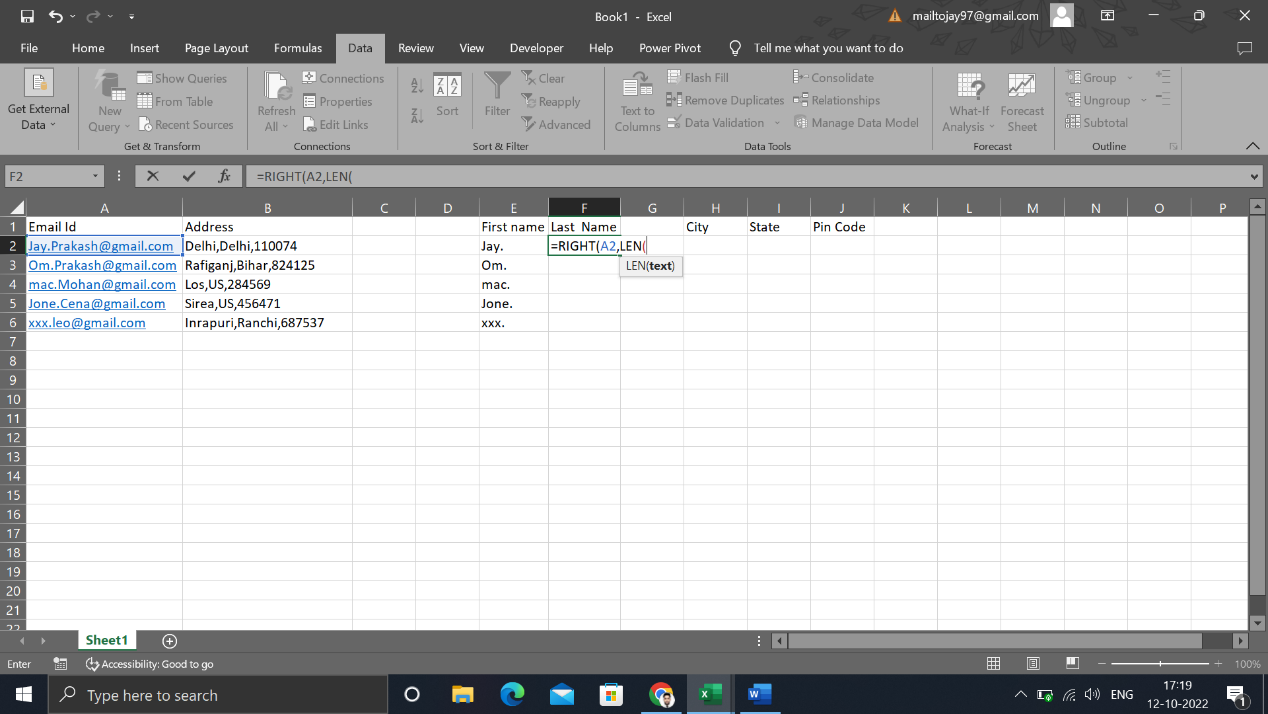 Book1 - Excel
mailtojay97@gmail.com
File Home Insert Page Layout Formulas Data Review View Developer Help Power Pivot Tell me what you want to do
Get External Data
New Query
Show Queries
From Table
Recent Sources
Get & Transform
Refresh All
Connections
Properties
Edit Links
Connections
Sort
Filter
Clear
Reapply
Advanced
Sort & Filter
Text to Columns
Flash Fill
Remove Duplicates
Data Validation
Consolidate
Relationships
Manage Data Model
Data Tools
What-If Analysis
Forecast Sheet
Forecast
Group
Ungroup
Subtotal
Outline
F2 fx =RIGHT(A2,LEN(
A B C D E F G H I J K L M N O P
1 Email Id Address First name Last Name City State Pin Code
2 Jay.Prakash@gmail.com Delhi,Delhi,110074 Jay. =RIGHT(A2,LEN(
LEN(text)
3 Om.Prakash@gmail.com Rafiganj,Bihar,824125 Om.
4 mac.Mohan@gmail.com Los,US,284569 mac.
5 Jone.Cena@gmail.com Sirea,US,456471 Jone.
6 xxx.leo@gmail.com Inrapuri,Ranchi,687537 xxx.
7
8
9
10
11
12
13
14
15
16
17
18
19
20
21
22
Sheet1
Enter Accessibility: Good to go 100%
Type here to search
ENG
17:19
12-10-2022
1